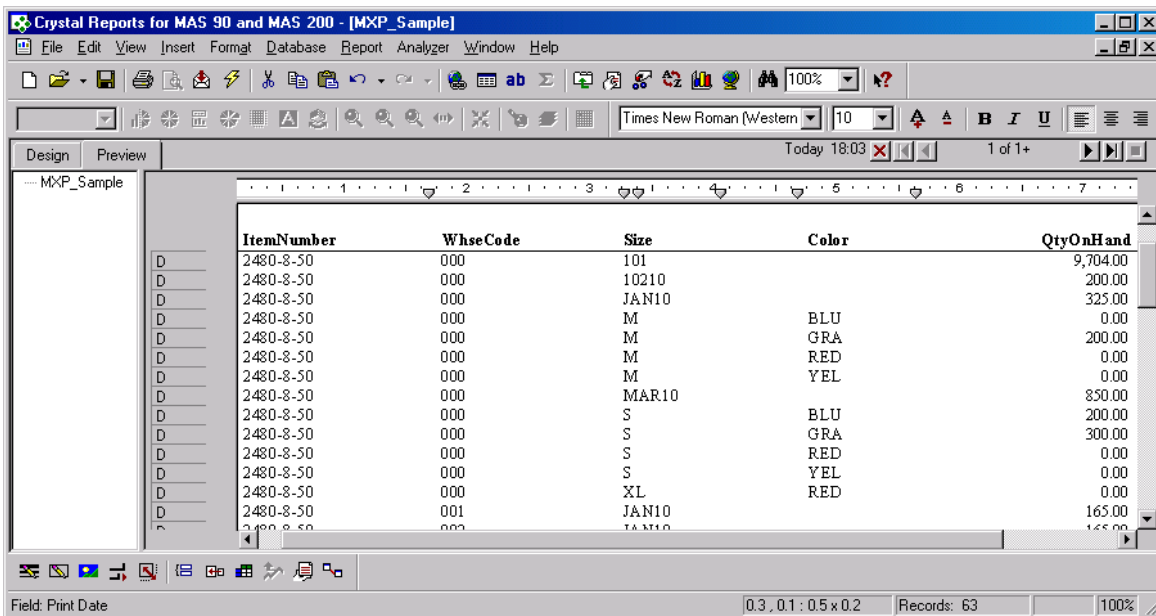 Crystal Reports for MAS 90 and MAS 200 - [MXP_Sample]
File Edit View Insert Format Database Report Analyzer Window Help
ab Σ 100%
Times New Roman (Western 10 A A B I U
Design Preview Today 18:03 1 of 1+
MXP_Sample
1 2 3 4 5 6 7
ItemNumber WhseCode Size Color QtyOnHand
D 2480-8-50 000 101 9,704.00
D 2480-8-50 000 10210 200.00
D 2480-8-50 000 JAN10 325.00
D 2480-8-50 000 M BLU 0.00
D 2480-8-50 000 M GRA 200.00
D 2480-8-50 000 M RED 0.00
D 2480-8-50 000 M YEL 0.00
D 2480-8-50 000 MAR10 850.00
D 2480-8-50 000 S BLU 200.00
D 2480-8-50 000 S GRA 300.00
D 2480-8-50 000 S RED 0.00
D 2480-8-50 000 S YEL 0.00
D 2480-8-50 000 XL RED 0.00
D 2480-8-50 001 JAN10 165.00
Field: Print Date 0.3 , 0.1 : 0.5 x 0.2 Records: 63 100%